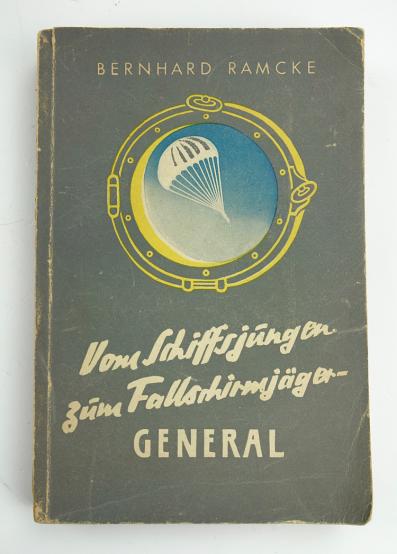 BERNHARD RAMCKE
Vom Schiffsjungen
zum Fallschirmjäger-
GENERAL